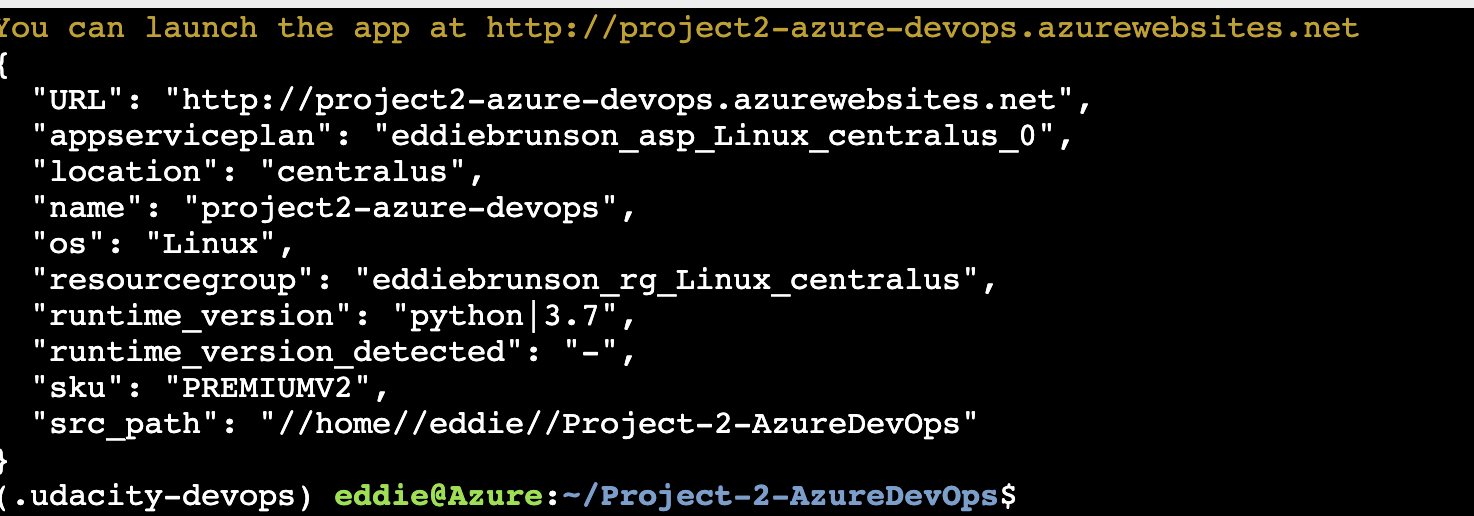 You can launch the app at http://project2-azure-devops.azurewebsites.net
{
  "URL": "http://project2-azure-devops.azurewebsites.net",
  "appserviceplan": "eddiebrunson_asp_Linux_centralus_0",
  "location": "centralus",
  "name": "project2-azure-devops",
  "os": "Linux",
  "resourcegroup": "eddiebrunson_rg_Linux_centralus",
  "runtime_version": "python|3.7",
  "runtime_version_detected": "-",
  "sku": "PREMIUMV2",
  "src_path": "//home//eddie//Project-2-AzureDevOps"
}
(.udacity-devops) eddie@Azure:~/Project-2-AzureDevOps$